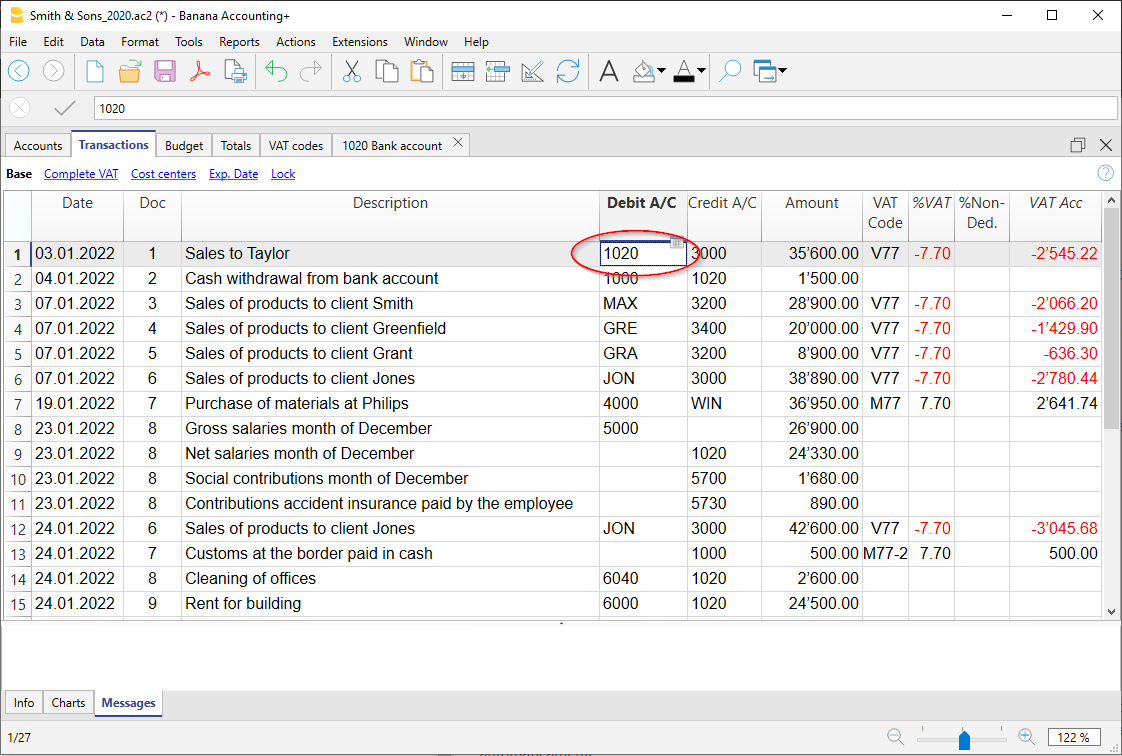 Smith & Sons_2020.ac2 (*) - Banana Accounting+
File Edit Data Format Tools Reports Actions Extensions Window Help
1020
Accounts Transactions Budget Totals VAT codes 1020 Bank account
Base Complete VAT Cost centers Exp. Date Lock
Date Doc Description Debit A/C Credit A/C Amount VAT Code %VAT %Non-Ded. VAT Acc
1 03.01.2022 1 Sales to Taylor 1020 3000 35’600.00 V77 -7.70 -2’545.22
2 04.01.2022 2 Cash withdrawal from bank account 1000 1020 1’500.00
3 07.01.2022 3 Sales of products to client Smith MAX 3200 28’900.00 V77 -7.70 -2’066.20
4 07.01.2022 4 Sales of products to client Greenfield GRE 3400 20’000.00 V77 -7.70 -1’429.90
5 07.01.2022 5 Sales of products to client Grant GRA 3200 8’900.00 V77 -7.70 -636.30
6 07.01.2022 6 Sales of products to client Jones JON 3000 38’890.00 V77 -7.70 -2’780.44
7 19.01.2022 7 Purchase of materials at Philips 4000 WIN 36’950.00 M77 7.70 2’641.74
8 23.01.2022 8 Gross salaries month of December 5000 26’900.00
9 23.01.2022 8 Net salaries month of December 1020 24’330.00
10 23.01.2022 8 Social contributions month of December 5700 1’680.00
11 23.01.2022 8 Contributions accident insurance paid by the employee 5730 890.00
12 24.01.2022 6 Sales of products to client Jones JON 3000 42’600.00 V77 -7.70 -3’045.68
13 24.01.2022 7 Customs at the border paid in cash 1000 500.00 M77-2 7.70 500.00
14 24.01.2022 8 Cleaning of offices 6040 1020 2’600.00
15 24.01.2022 9 Rent for building 6000 1020 24’500.00
Info Charts Messages
1/27 122 %